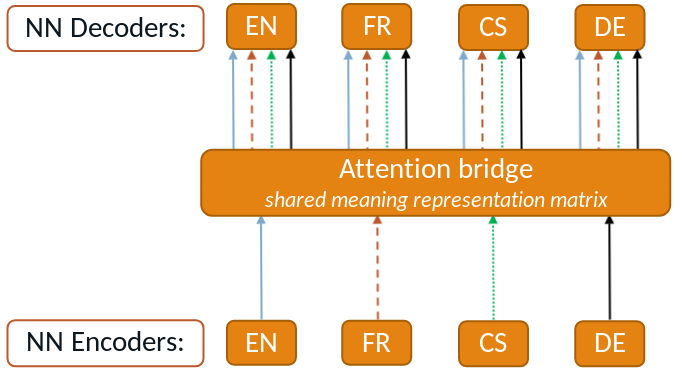 NN Decoders:
EN
FR
CS
DE
Attention bridge
shared meaning representation matrix
NN Encoders:
EN
FR
CS
DE